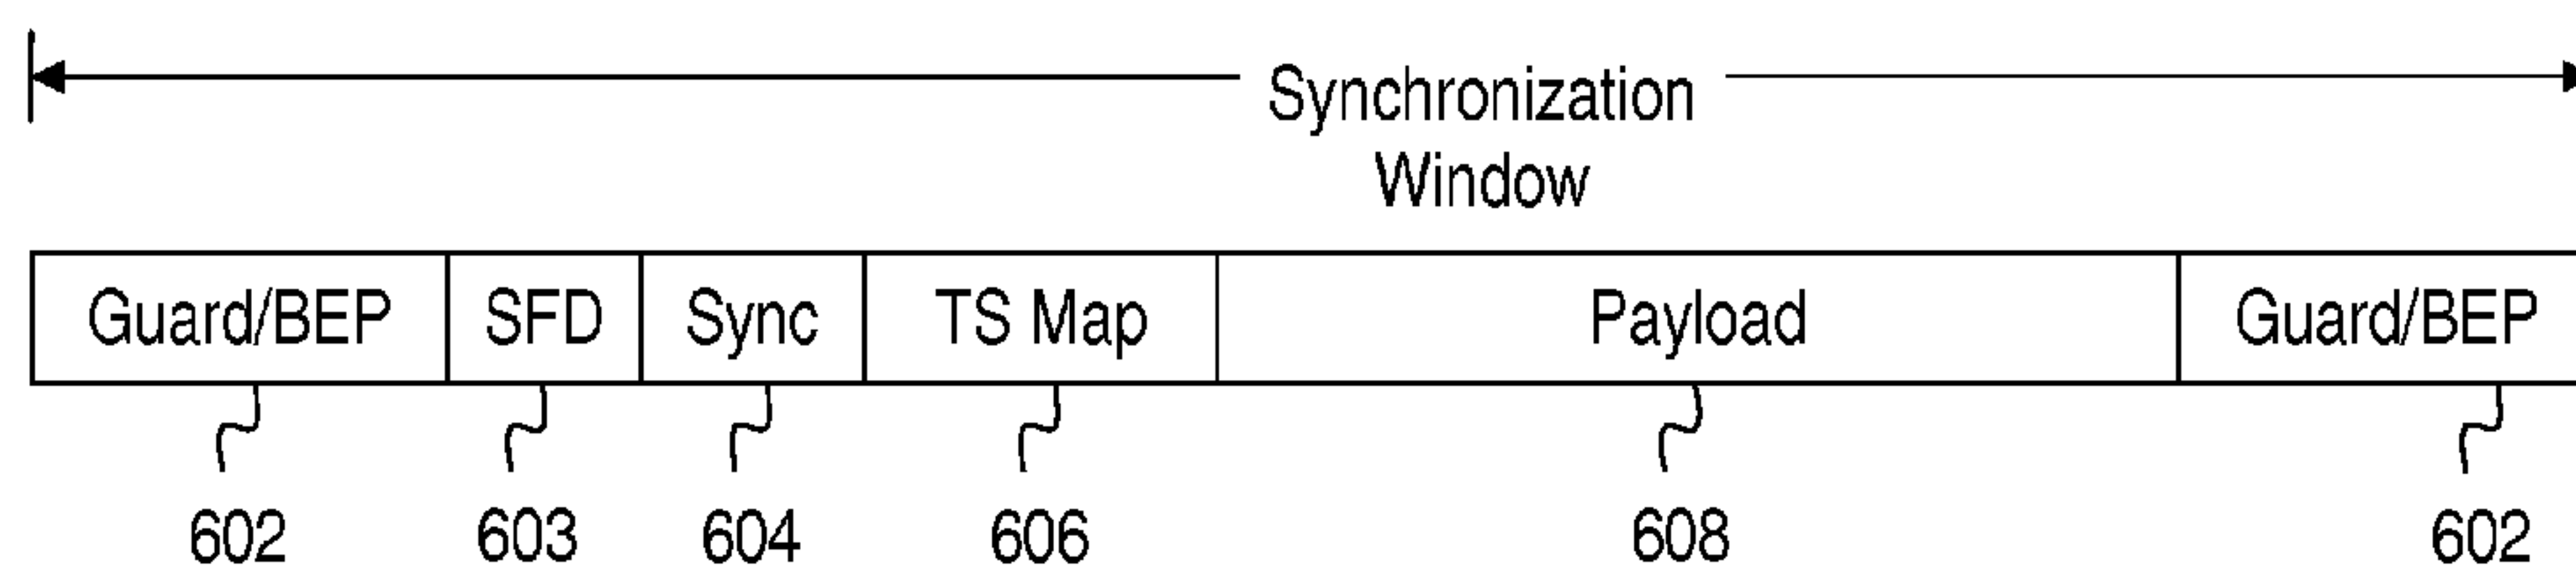 Synchronization
Window
Guard/BEP SFD Sync TS Map Payload Guard/BEP
602 603 604 606 608 602